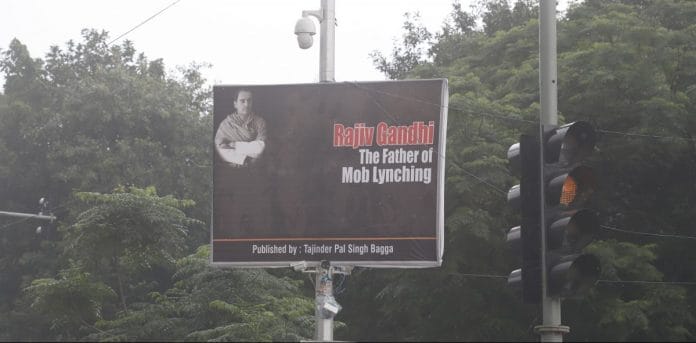 Rajiv Gandhi
The Father of
Mob Lynching
Published by : Tajinder Pal Singh Bagga